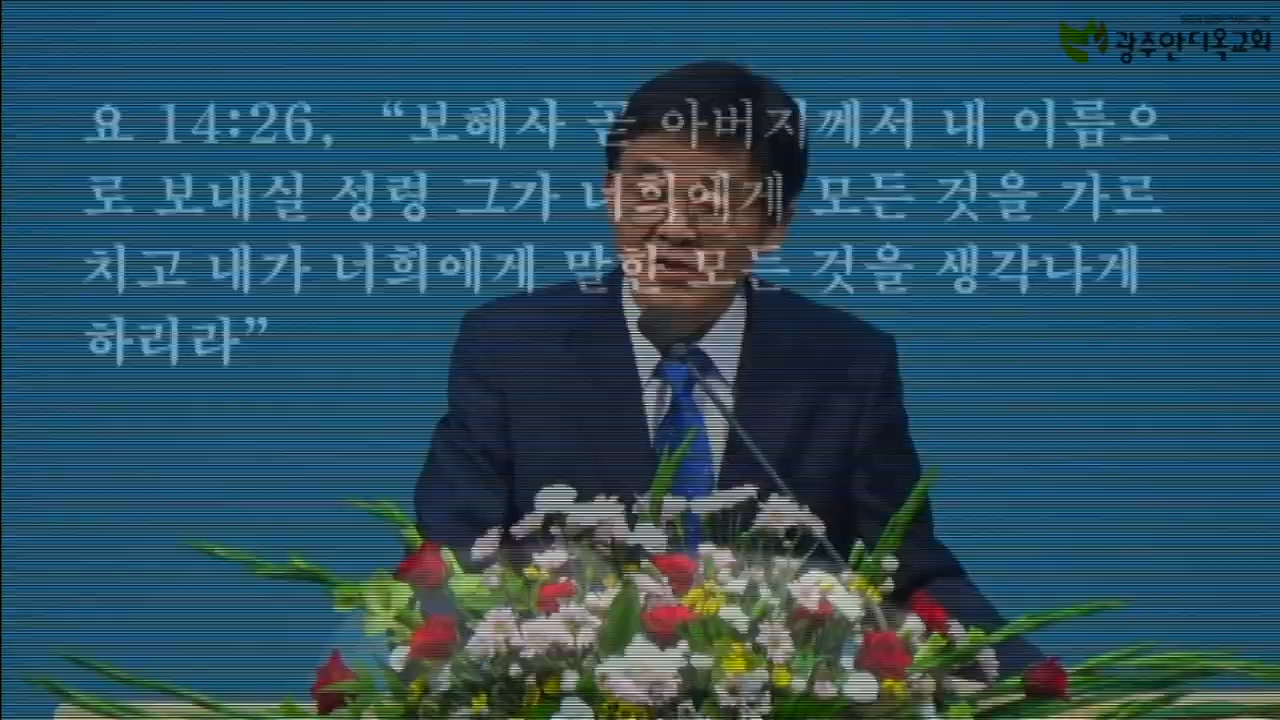 광주안디옥교회
요 14:26, “보혜사 곧 아버지께서 내 이름으
로 보내실 성령 그가 너희에게 모든 것을 가르
치고 내가 너희에게 말한 모든 것을 생각나게
하리라”